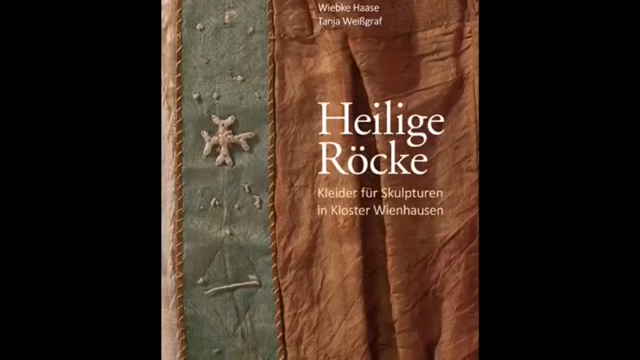 Wiebke Haase
Tanja Weißgraf
Heilige
Röcke
Kleider für Skulpturen
in Kloster Wienhausen